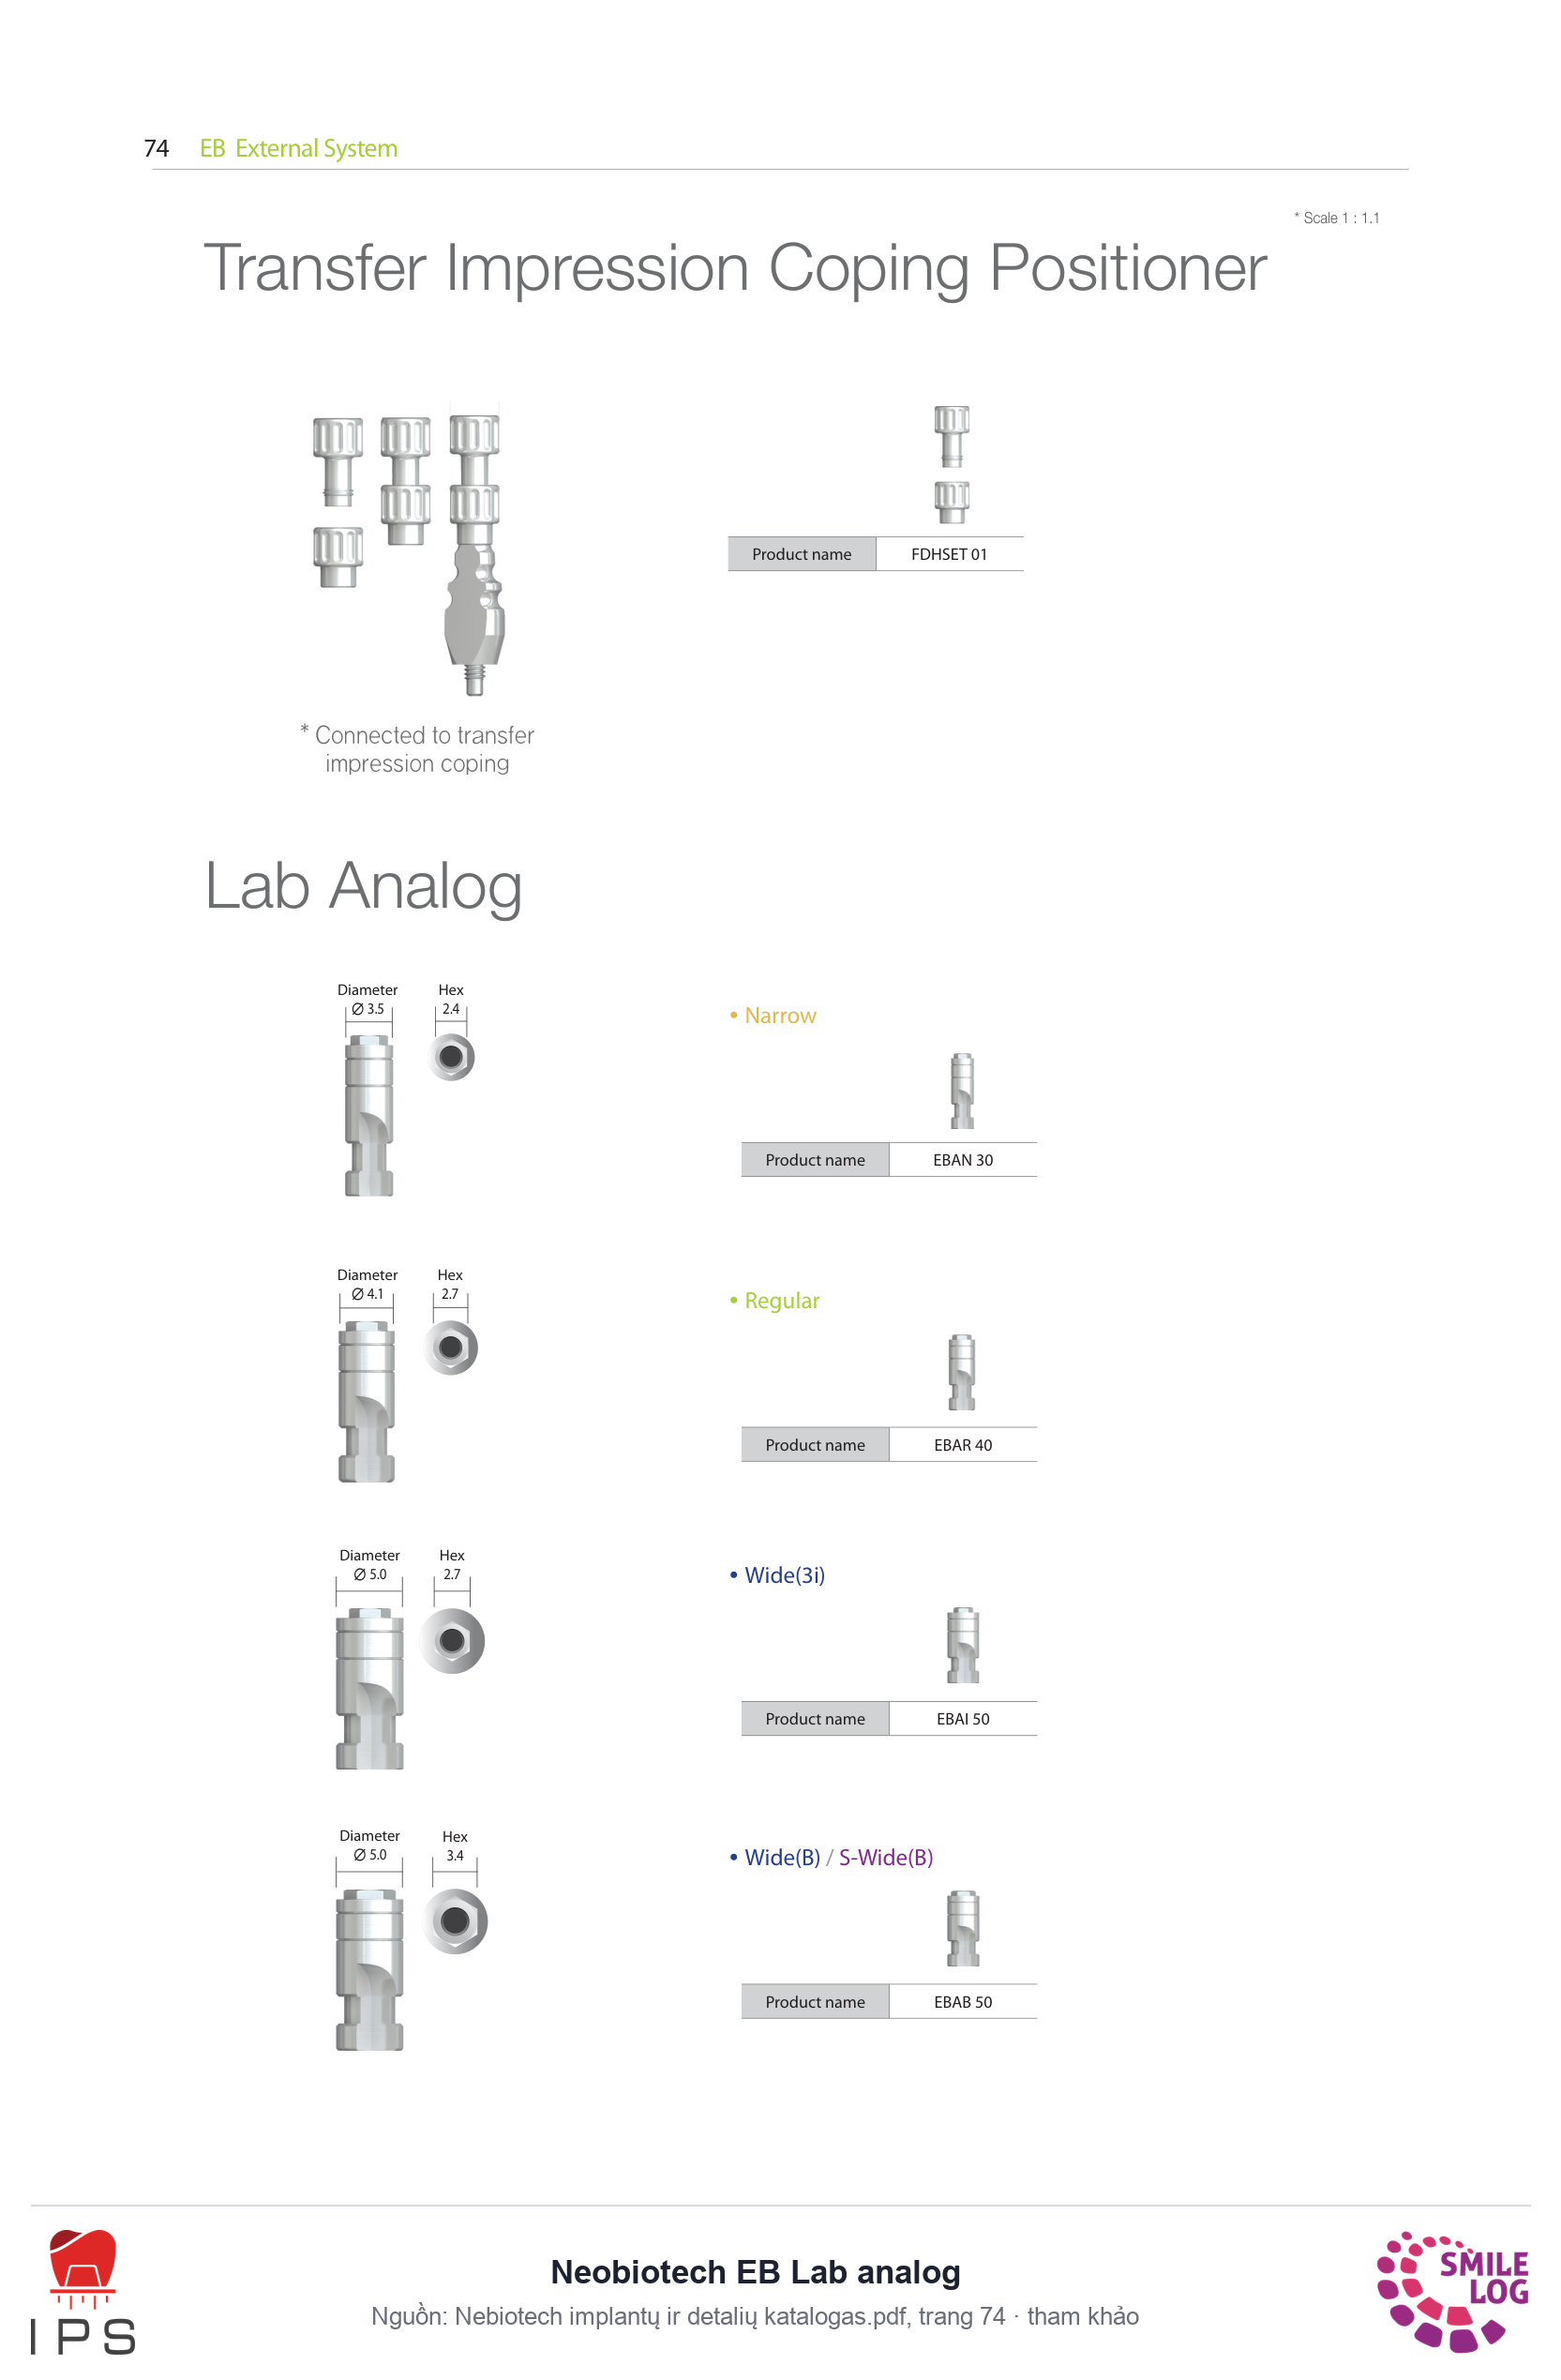 74 EB External System
* Scale 1 : 1.1
Transfer Impression Coping Positioner
Product name FDHSET 01
* Connected to transfer
impression coping
Lab Analog
Diameter Hex
Ø 3.5 2.4
• Narrow
Product name EBAN 30
Diameter Hex
Ø 4.1 2.7
• Regular
Product name EBAR 40
Diameter Hex
Ø 5.0 2.7
• Wide(3i)
Product name EBAI 50
Diameter Hex
Ø 5.0 3.4
• Wide(B) / S-Wide(B)
Product name EBAB 50
IPS
Neobiotech EB Lab analog
Nguồn: Nebiotech implantų ir detalių katalogas.pdf, trang 74 · tham khảo
SMILE
LOG